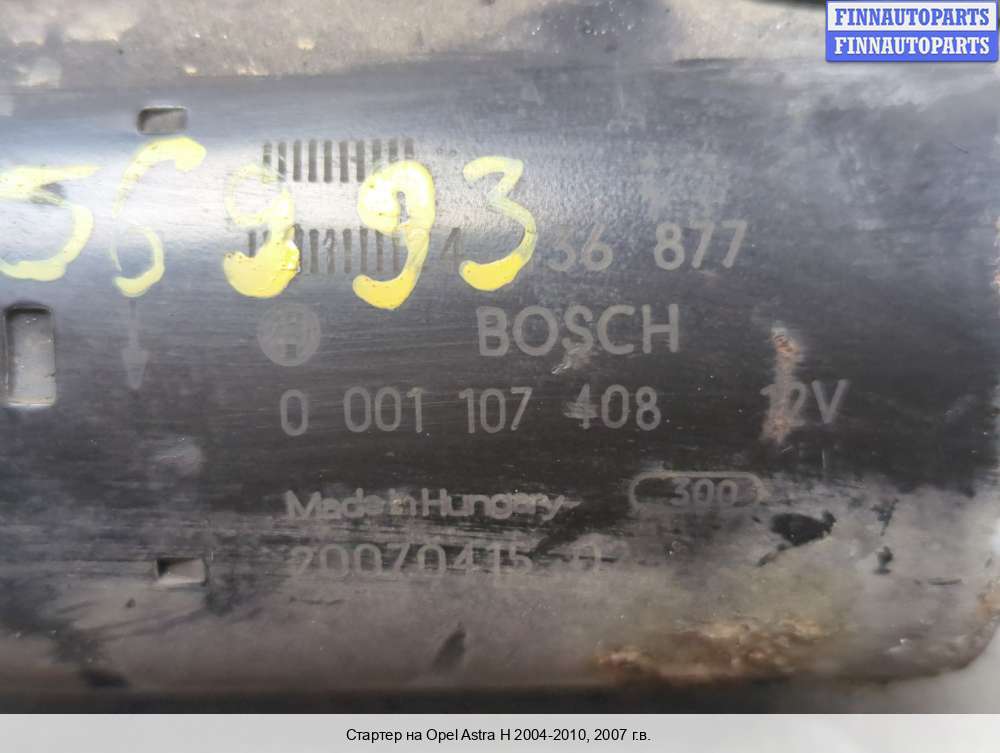 FINNAUTOPARTS
FINNAUTOPARTS
56993
36 877
BOSCH
0 001 107 408 12V
Made in Hungary
300
20070415
Стартер на Opel Astra H 2004-2010, 2007 г.в.